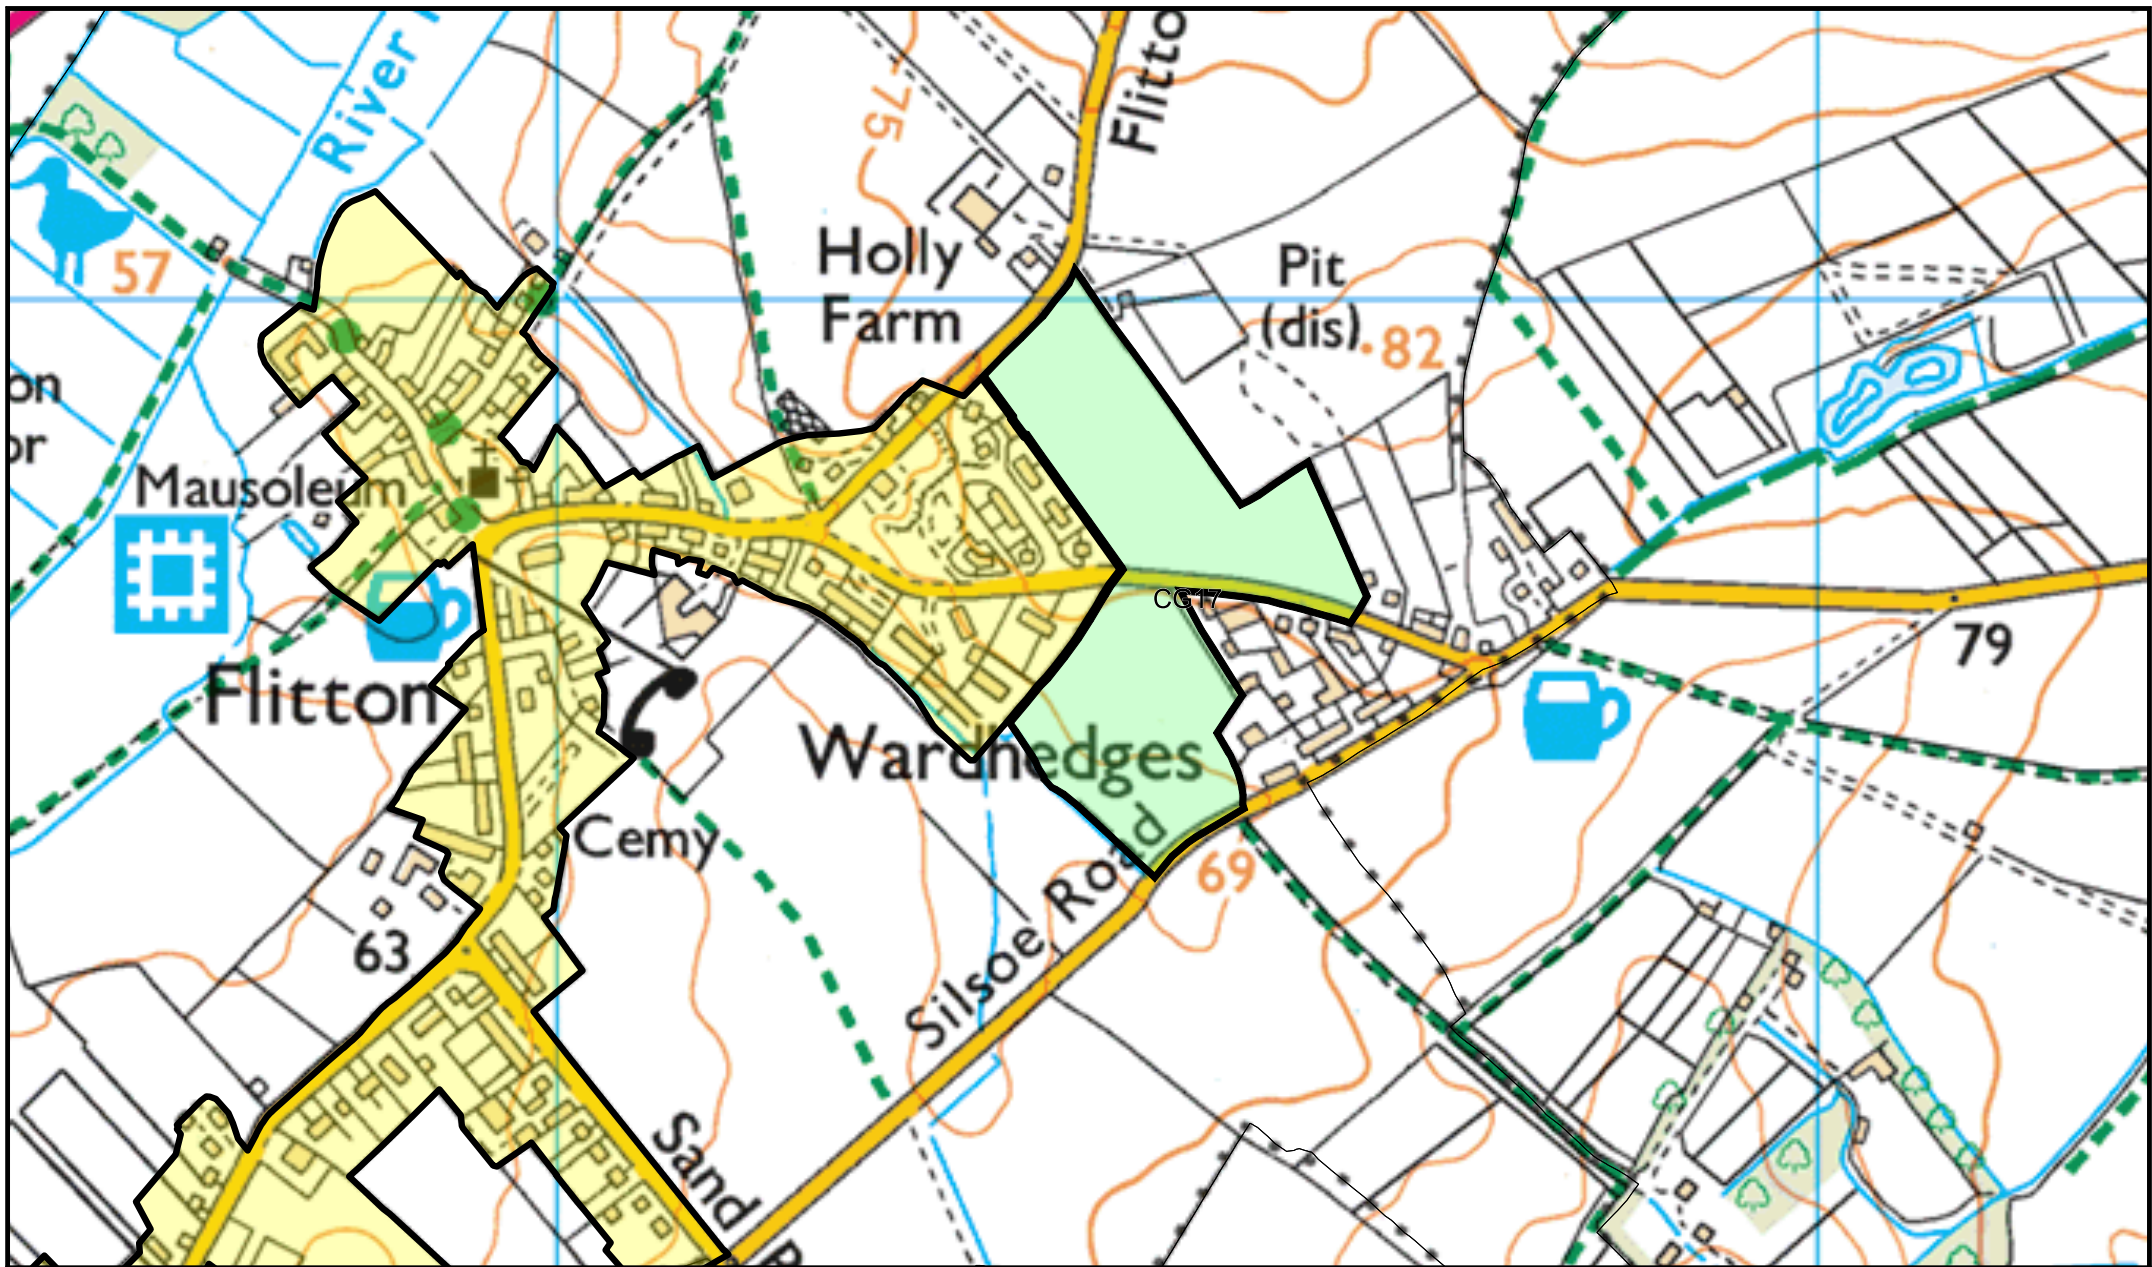 River
Flitto
75
57
Holly
Farm
Pit
(dis)
82
on
or
Mausoleum
CG17
79
Flitton
Wardhedges
Cemy
69
63
Silsoe Road
Sand